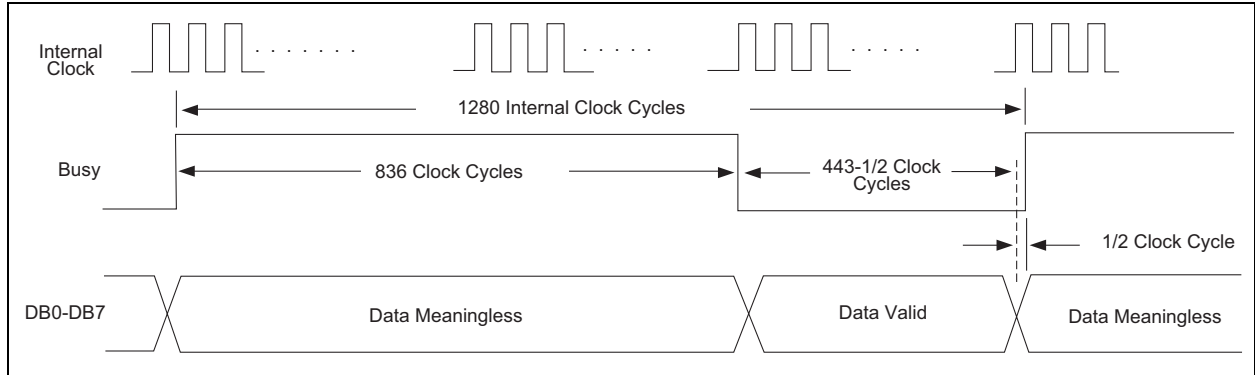 Internal
Clock
1280 Internal Clock Cycles
Busy
836 Clock Cycles
443-1/2 Clock
Cycles
1/2 Clock Cycle
DB0-DB7
Data Meaningless
Data Valid
Data Meaningless